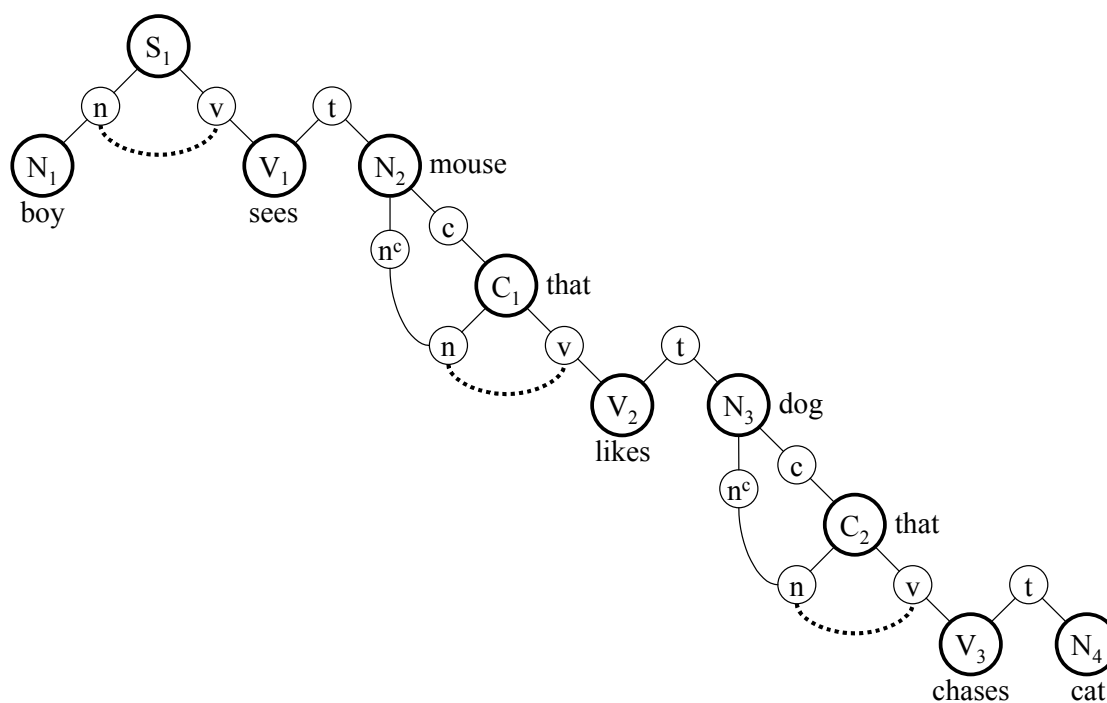 S₁
n v t
N₁ V₁ N₂ mouse
boy sees
c
nᶜ
C₁ that
n v t
V₂ N₃ dog
likes
c
nᶜ
C₂ that
n v t
V₃ N₄
chases cat